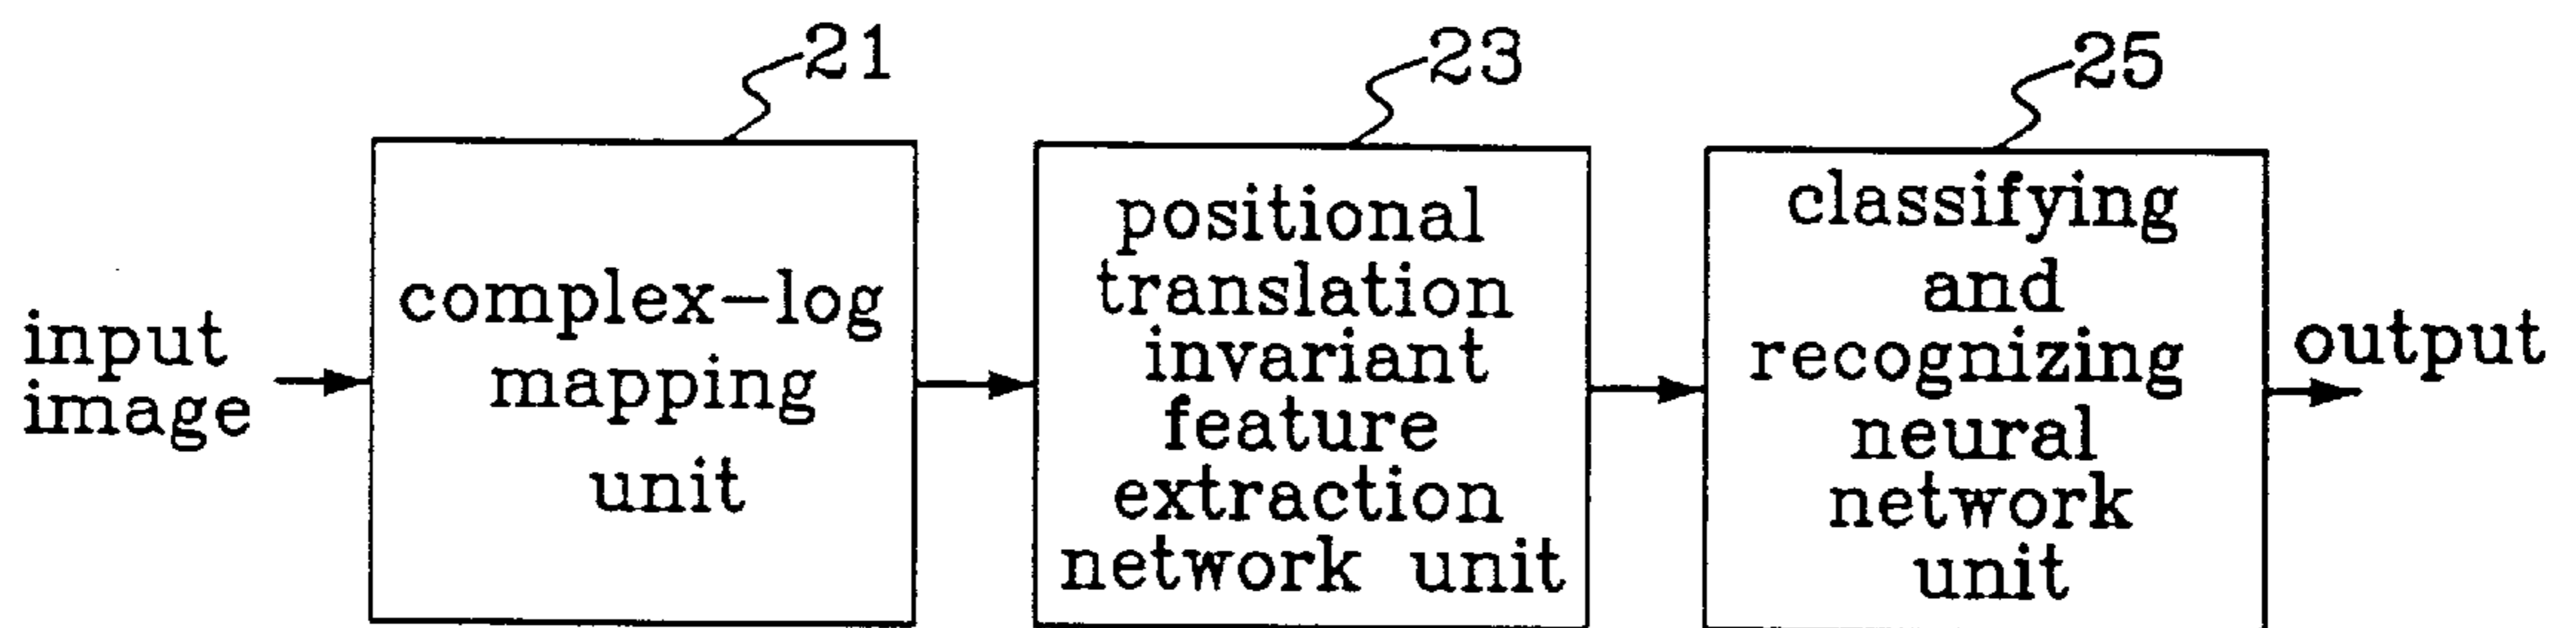 21
23
25
input
image
complex-log
mapping
unit
positional
translation
invariant
feature
extraction
network unit
classifying
and
recognizing
neural
network
unit
output